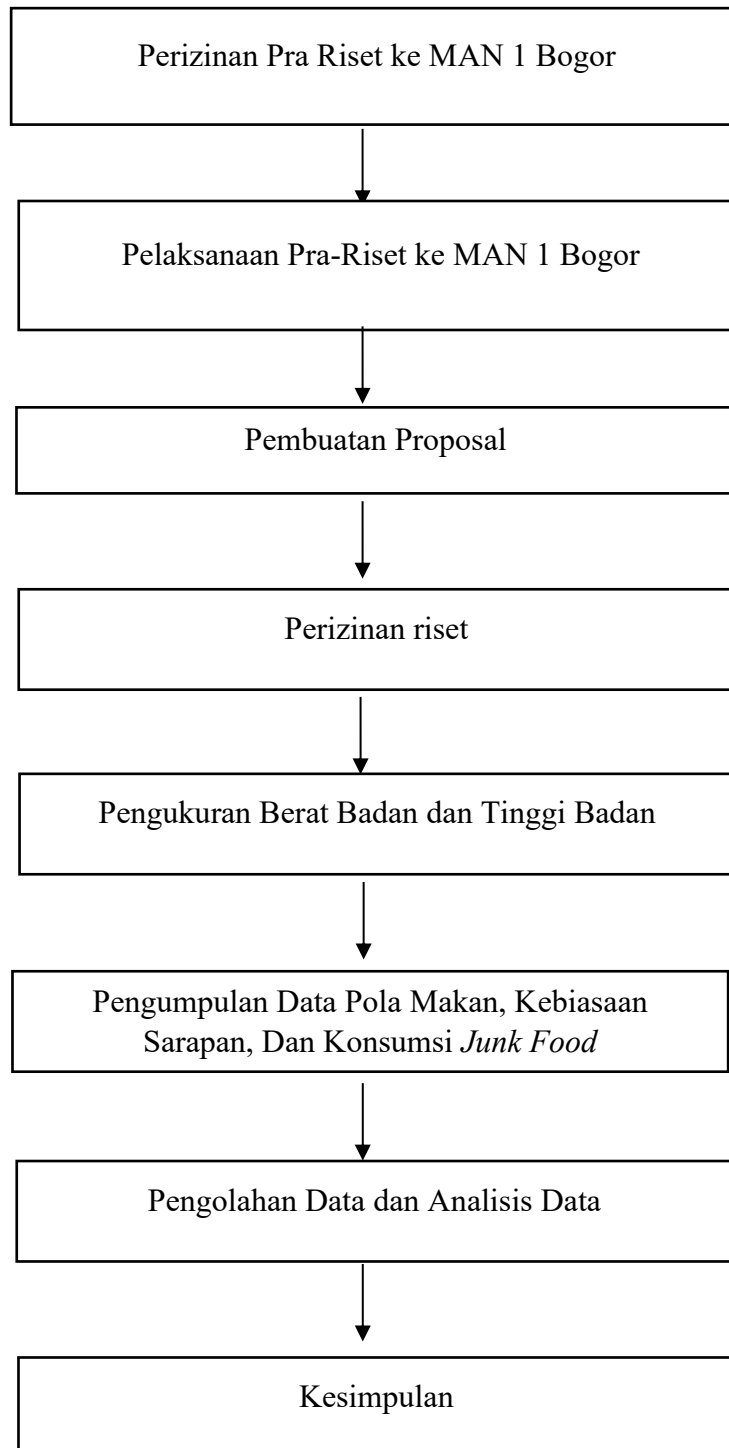 Perizinan Pra Riset ke MAN 1 Bogor
Pelaksanaan Pra-Riset ke MAN 1 Bogor
Pembuatan Proposal
Perizinan riset
Pengukuran Berat Badan dan Tinggi Badan
Pengumpulan Data Pola Makan, Kebiasaan
Sarapan, Dan Konsumsi Junk Food
Pengolahan Data dan Analisis Data
Kesimpulan